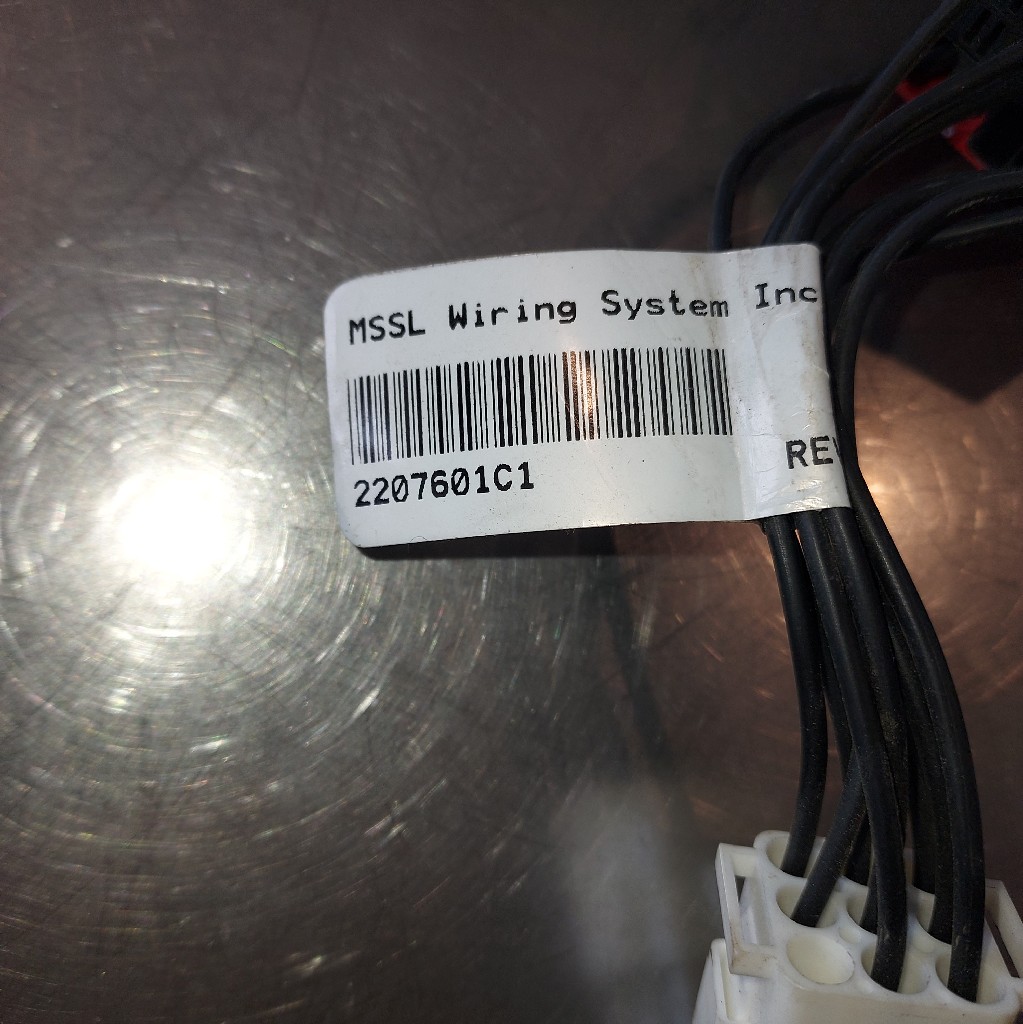 MSSL Wiring System Inc
2207601C1
REV